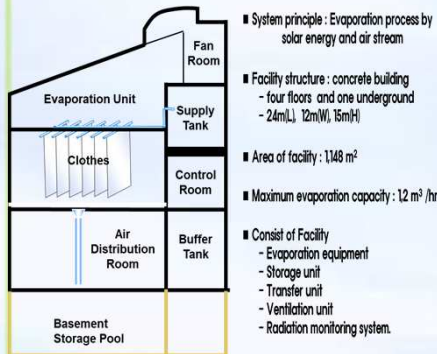 Fan
Room
Evaporation Unit
Supply
Tank
Clothes
Control
Room
Air
Distribution
Room
Buffer
Tank
Basement
Storage Pool
■ System principle : Evaporation process by
solar energy and air stream
■ Facility structure : concrete building
- four floors and one underground
- 24m(L), 12m(W), 15m(H)
■ Area of facility : 1,148 m²
■ Maximum evaporation capacity : 1,2 m³ /hr
■ Consist of Facility
- Evaporation equipment
- Storage unit
- Transfer unit
- Ventilation unit
- Radiation monitoring system.